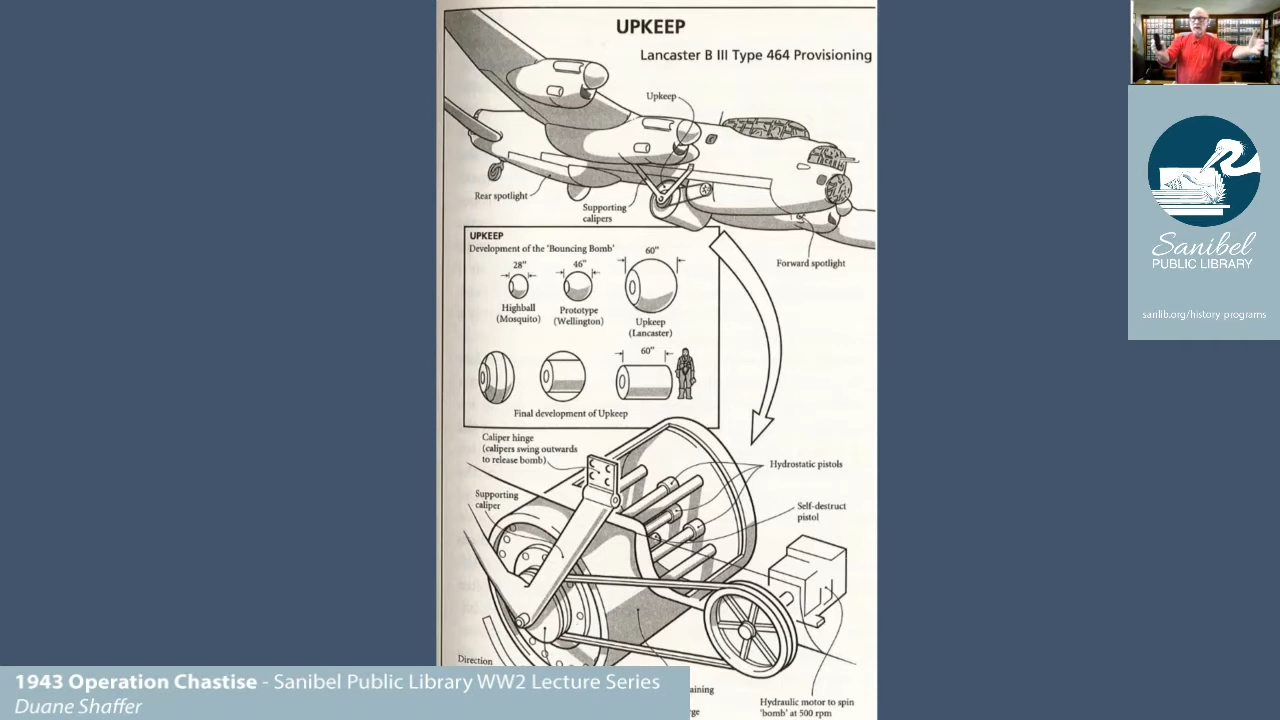 UPKEEP
Lancaster B III Type 464 Provisioning
Upkeep
Rear spotlight
Supporting
calipers
Forward spotlight
UPKEEP
Development of the 'Bouncing Bomb'
28"
46"
60"
Highball
(Mosquito)
Prototype
(Wellington)
Upkeep
(Lancaster)
60"
Final development of Upkeep
Caliper hinge
(calipers swing outwards
to release bomb)
Supporting
caliper
Hydrostatic pistols
Self-destruct
pistol
Direction
aining
rge
Hydraulic motor to spin
'bomb' at 500 rpm
1943 Operation Chastise - Sanibel Public Library WW2 Lecture Series
Duane Shaffer
Sanibel
PUBLIC LIBRARY
sanlib.org/history programs